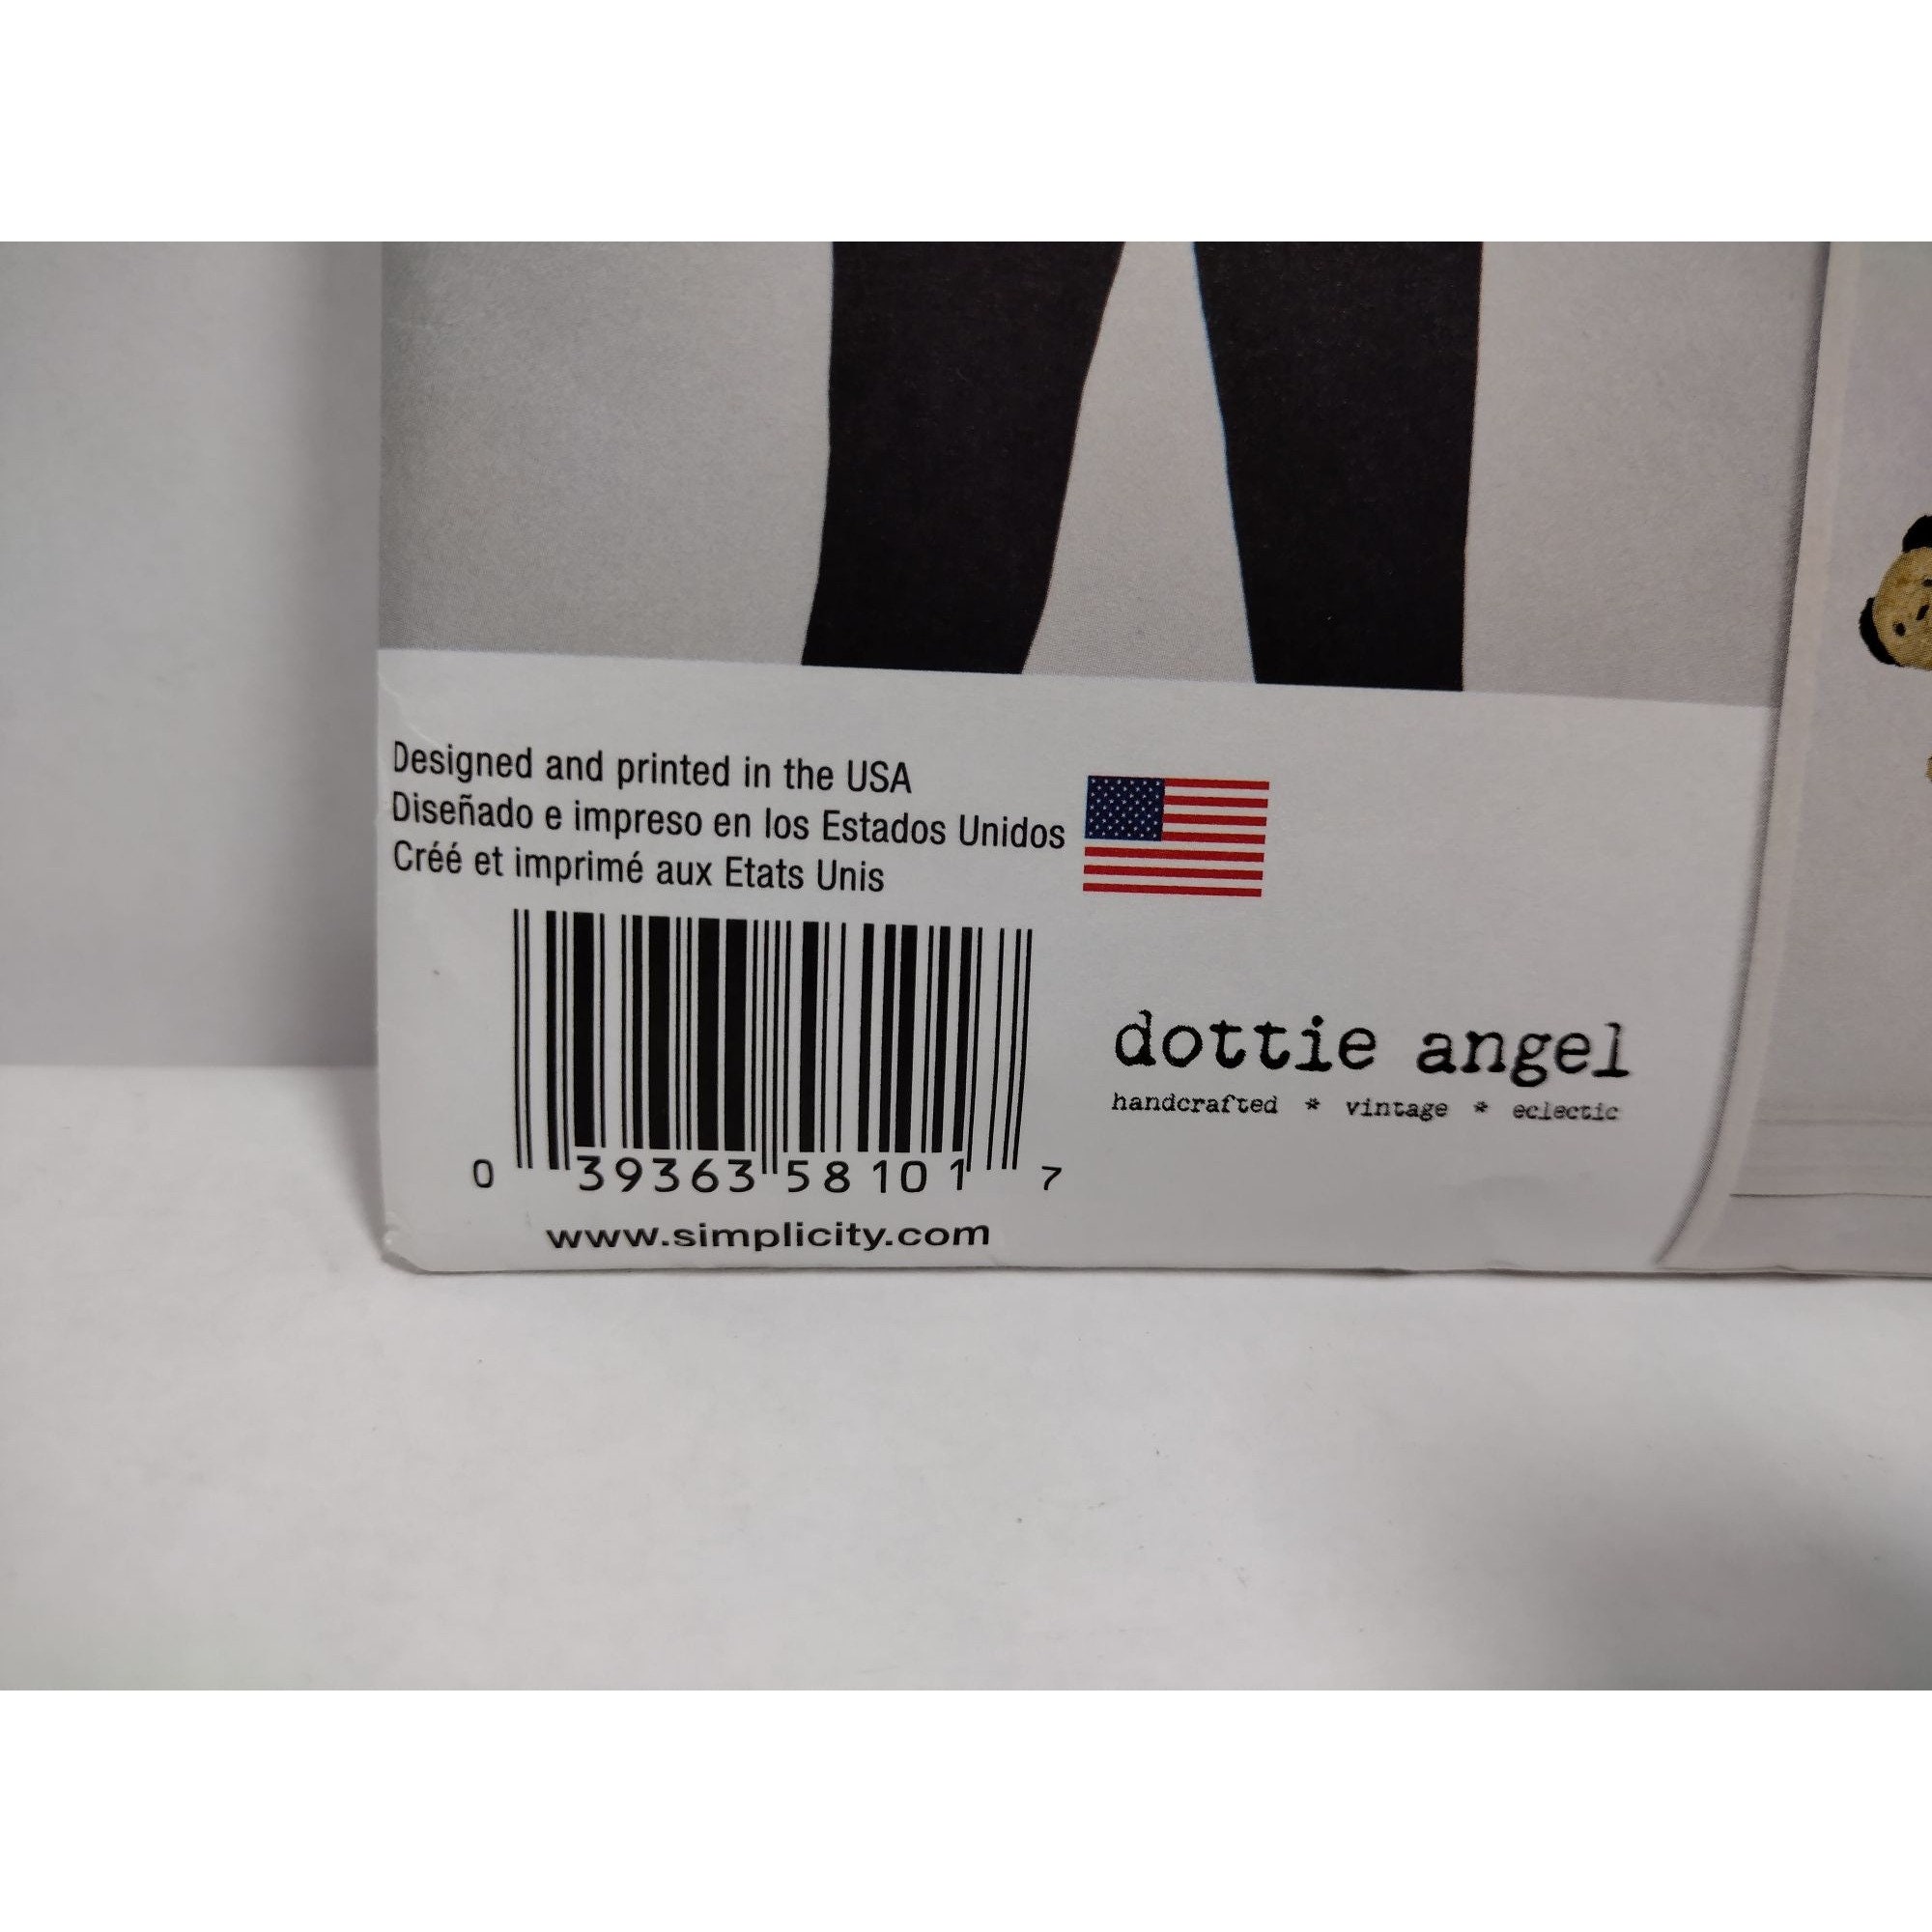 Designed and printed in the USA
Diseñado e impreso en los Estados Unidos
Créé et imprimé aux Etats Unis
0 39363 58101 7
www.simplicity.com
dottie angel
handcrafted * vintage * eclectic